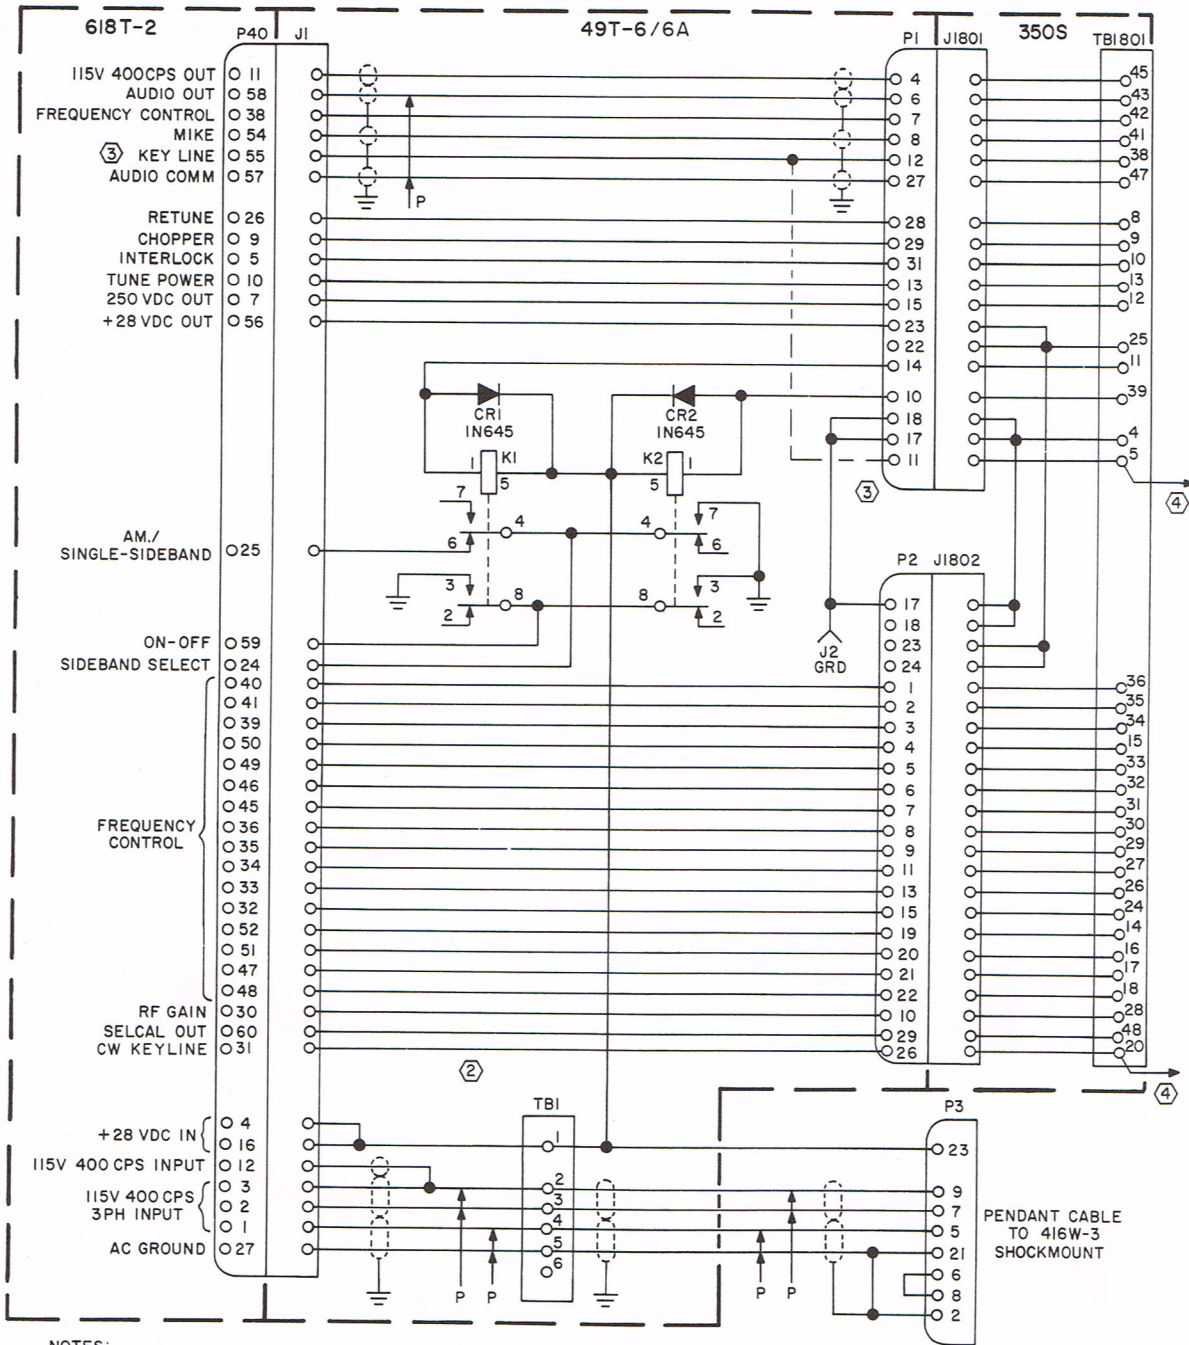 618T-2 49T-6/6A 350S
P40 J1 P1 J1801 TB1801
115V 400CPS OUT 11 4 45
AUDIO OUT 58 6 43
FREQUENCY CONTROL 38 7 42
MIKE 54 8 41
3 KEY LINE 55 12 38
AUDIO COMM 57 27 47
P
RETUNE 26 28 8
CHOPPER 9 29 9
INTERLOCK 5 31 10
TUNE POWER 10 13 13
250 VDC OUT 7 15 12
+28 VDC OUT 56 23
22 25
14 11
CR1 CR2 10 39
1N645 1N645 18
17 4
1 K1 K2 1 11 5
5 5
3 4
7 4 4 7
AM./
SINGLE-SIDEBAND 25 6 6
P2 J1802
3 8 8 3 17
2 2 18
ON-OFF 59 J2 23
SIDEBAND SELECT 24 GRD 24
40 1 36
41 2 35
39 3 34
50 4 15
49 5 33
46 6 32
45 7 31
FREQUENCY 36 8 30
CONTROL 35 9 29
34 11 27
33 13 26
32 15 24
52 19 14
51 20 16
47 21 17
48 22 18
RF GAIN 30 10 28
SELCAL OUT 60 29 48
CW KEYLINE 31 26 20
2 4
TB1 P3
+28 VDC IN 4
16 1 23
115V 400 CPS INPUT 12
115V 400 CPS 3 2 9
3PH INPUT 2 3 7
1 4 5
AC GROUND 27 5 21
6 6
8
2
PENDANT CABLE
TO 416W-3
SHOCKMOUNT
P P P P
NOTES: